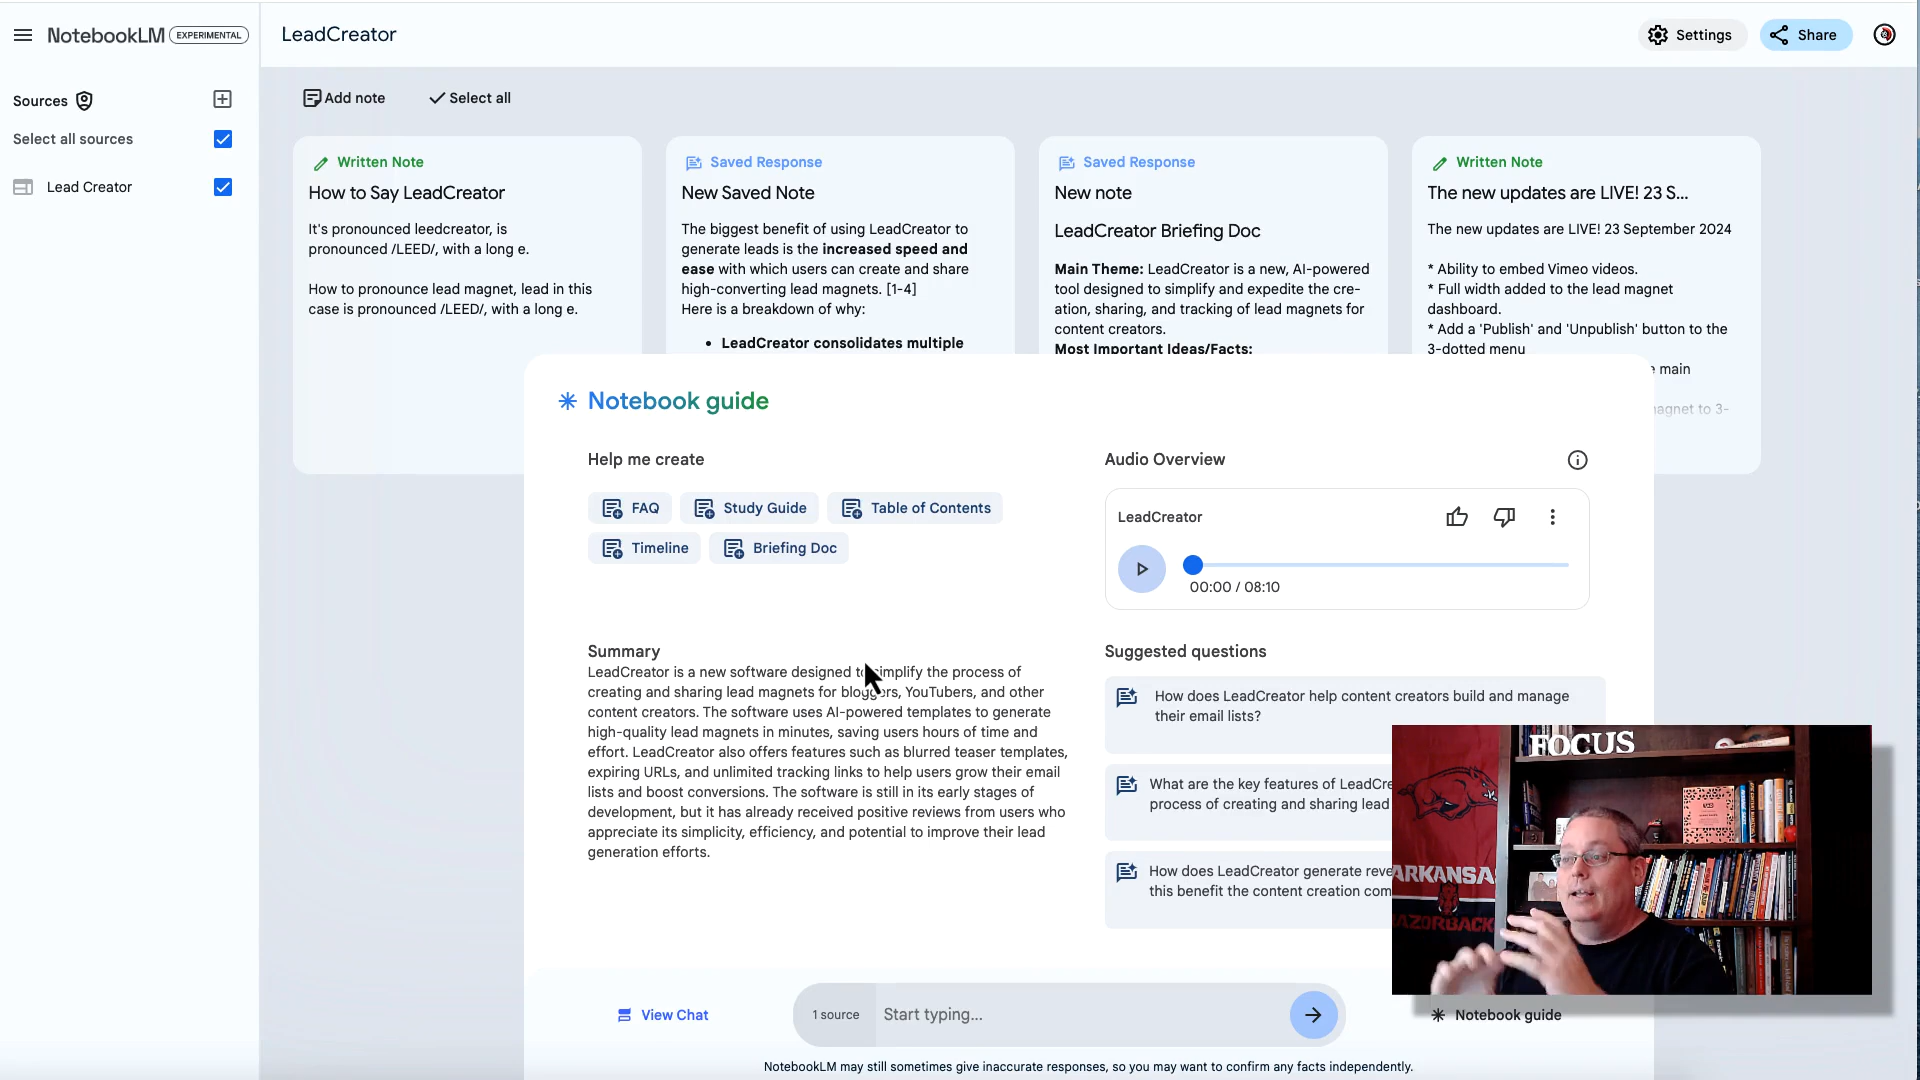 NotebookLM EXPERIMENTAL
LeadCreator
Settings
Share
Sources
Select all sources
Lead Creator
Add note
Select all
Written Note
How to Say LeadCreator
It's pronounced leedcreator, is
pronounced /LEED/, with a long e.
How to pronounce lead magnet, lead in this
case is pronounced /LEED/, with a long e.
Saved Response
New Saved Note
The biggest benefit of using LeadCreator to
generate leads is the increased speed and
ease with which users can create and share
high-converting lead magnets. [1-4]
Here is a breakdown of why:
• LeadCreator consolidates multiple
Saved Response
New note
LeadCreator Briefing Doc
Main Theme: LeadCreator is a new, AI-powered
tool designed to simplify and expedite the cre-
ation, sharing, and tracking of lead magnets for
content creators.
Most Important Ideas/Facts:
Written Note
The new updates are LIVE! 23 S...
The new updates are LIVE! 23 September 2024
* Ability to embed Vimeo videos.
* Full width added to the lead magnet
dashboard.
* Add a 'Publish' and 'Unpublish' button to the
3-dotted menu
main
magnet to 3-
Notebook guide
Help me create
FAQ
Study Guide
Table of Contents
Timeline
Briefing Doc
Audio Overview
LeadCreator
00:00 / 08:10
Summary
LeadCreator is a new software designed to simplify the process of
creating and sharing lead magnets for bloggers, YouTubers, and other
content creators. The software uses AI-powered templates to generate
high-quality lead magnets in minutes, saving users hours of time and
effort. LeadCreator also offers features such as blurred teaser templates,
expiring URLs, and unlimited tracking links to help users grow their email
lists and boost conversions. The software is still in its early stages of
development, but it has already received positive reviews from users who
appreciate its simplicity, efficiency, and potential to improve their lead
generation efforts.
Suggested questions
How does LeadCreator help content creators build and manage
their email lists?
What are the key features of LeadCre
process of creating and sharing lead
How does LeadCreator generate reve
this benefit the content creation com
FOCUS
ARKANSA
RAZORBACK
View Chat
1 source
Start typing...
Notebook guide
NotebookLM may still sometimes give inaccurate responses, so you may want to confirm any facts independently.